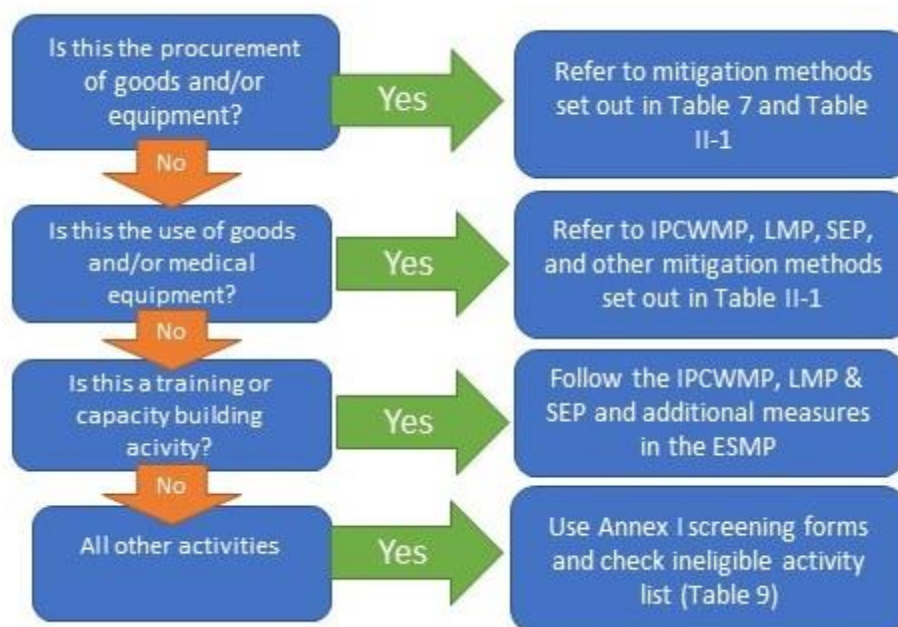 Is this the procurement
of goods and/or
equipment?
Yes
Refer to mitigation methods
set out in Table 7 and Table
II-1
No
Is this the use of goods
and/or medical
equipment?
Yes
Refer to IPCWMP, LMP, SEP,
and other mitigation methods
set out in Table II-1
No
Is this a training or
capacity building
acivity?
Yes
Follow the IPCWMP, LMP &
SEP and additional measures
in the ESMP
No
All other activities
Yes
Use Annex I screening forms
and check ineligible activity
list (Table 9)